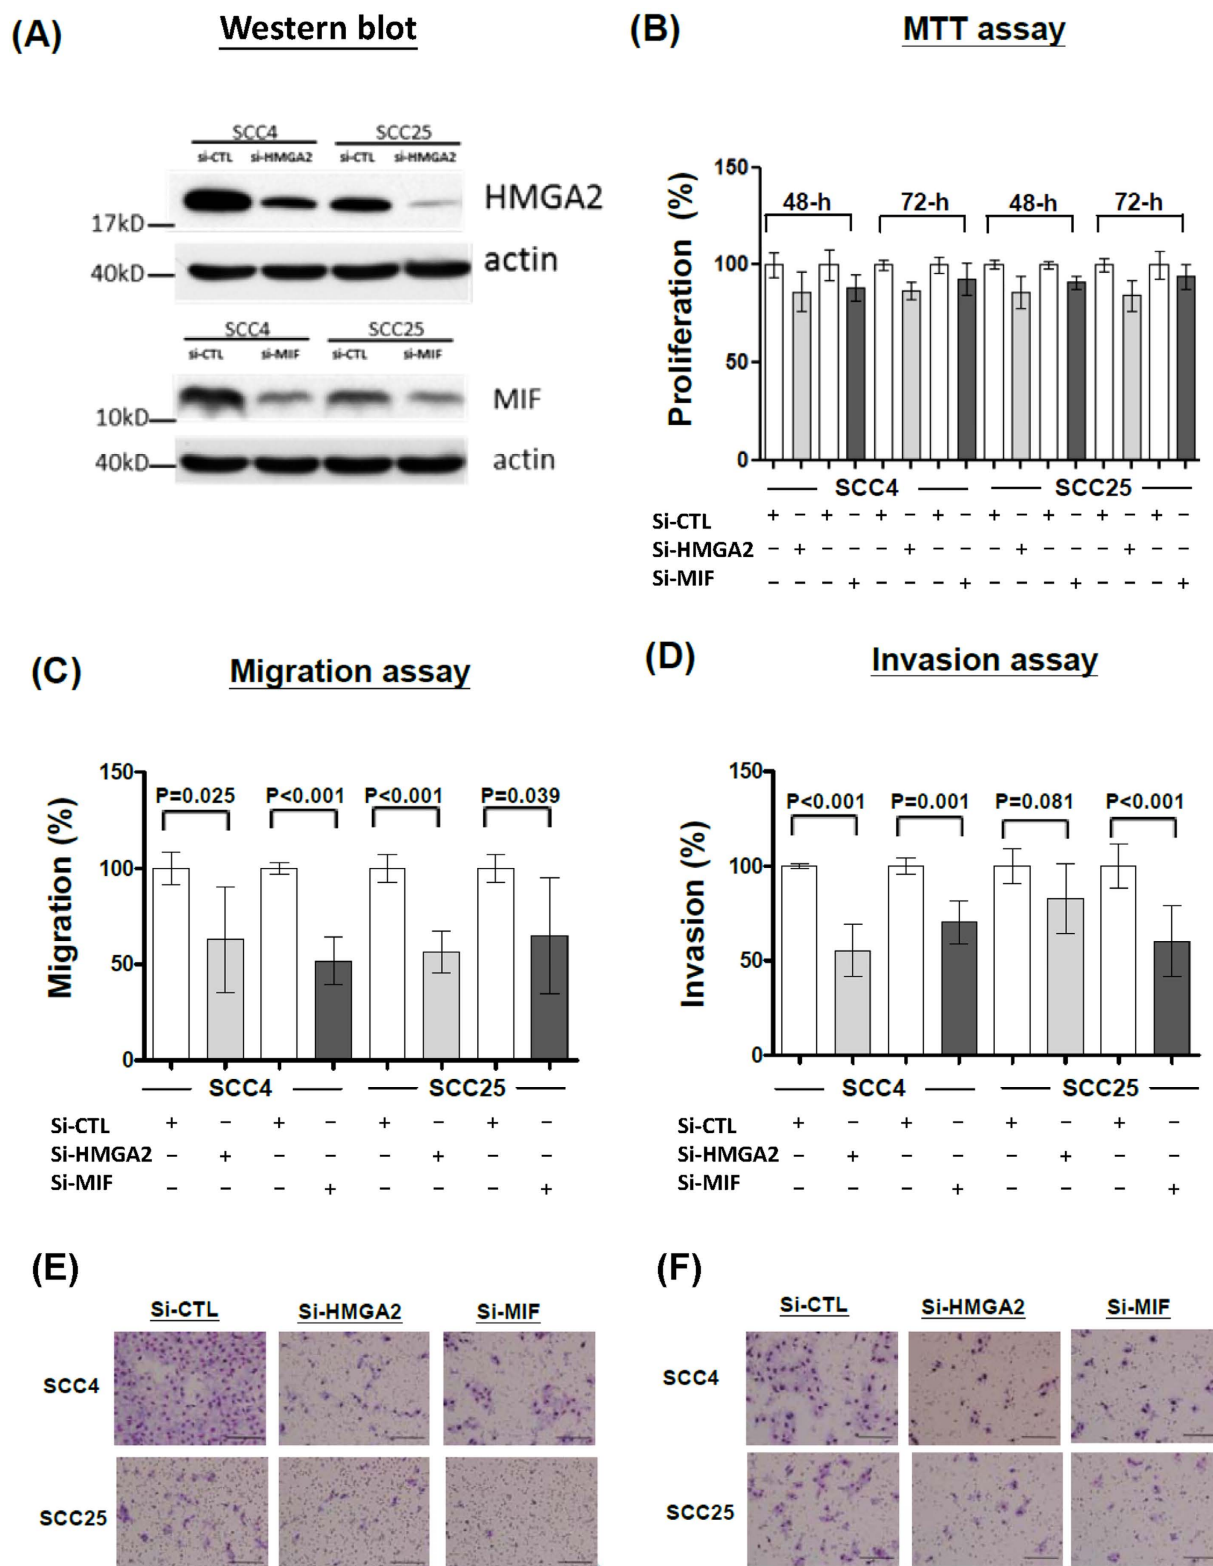 (A) Western blot
SCC4 SCC25
si-CTL si-HMGA2 si-CTL si-HMGA2
HMGA2
17kD
actin
40kD
SCC4 SCC25
si-CTL si-MIF si-CTL si-MIF
MIF
10kD
40kD actin
(B) MTT assay
Proliferation (%)
150
100
50
0
48-h 72-h 48-h 72-h
SCC4 SCC25
Si-CTL + – + – + – + – + – + – + – + –
Si-HMGA2 – + – – – + – – – + – – – + – –
Si-MIF – – – + – – – + – – – + – – – +
(C) Migration assay
Migration (%)
150
100
50
0
P=0.025 P<0.001 P<0.001 P=0.039
SCC4 SCC25
Si-CTL + – + – + – + –
Si-HMGA2 – + – – – + – –
Si-MIF – – – + – – – +
(D) Invasion assay
Invasion (%)
150
100
50
0
P<0.001 P=0.001 P=0.081 P<0.001
SCC4 SCC25
Si-CTL + – + – + – + –
Si-HMGA2 – + – – – + – –
Si-MIF – – – + – – – +
(E)
Si-CTL Si-HMGA2 Si-MIF
SCC4
SCC25
(F)
Si-CTL Si-HMGA2 Si-MIF
SCC4
SCC25